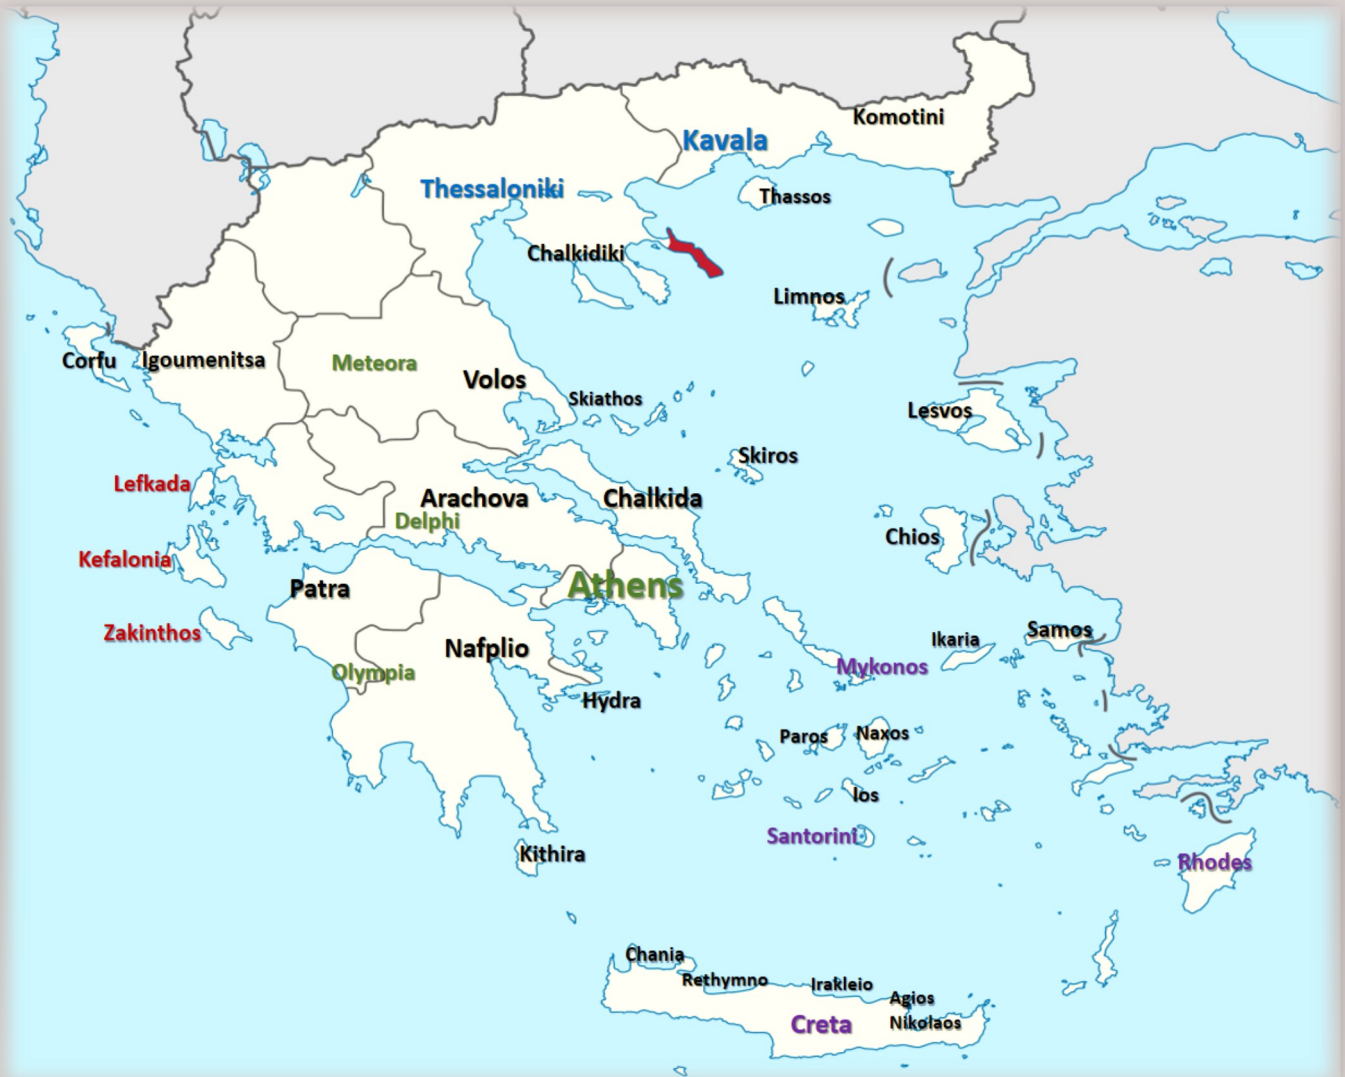 Komotini
Kavala
Thessaloniki
Thassos
Chalkidiki
Limnos
Corfu
Igoumenitsa
Meteora
Volos
Skiathos
Lesvos
Skiros
Lefkada
Arachova
Chalkida
Delphi
Chios
Kefalonia
Patra
Athens
Zakinthos
Nafplio
Ikaria
Samos
Mykonos
Olympia
Hydra
Paros
Naxos
Ios
Santorini
Kithira
Rhodes
Chania
Rethymno
Irakleio
Agios
Nikolaos
Creta